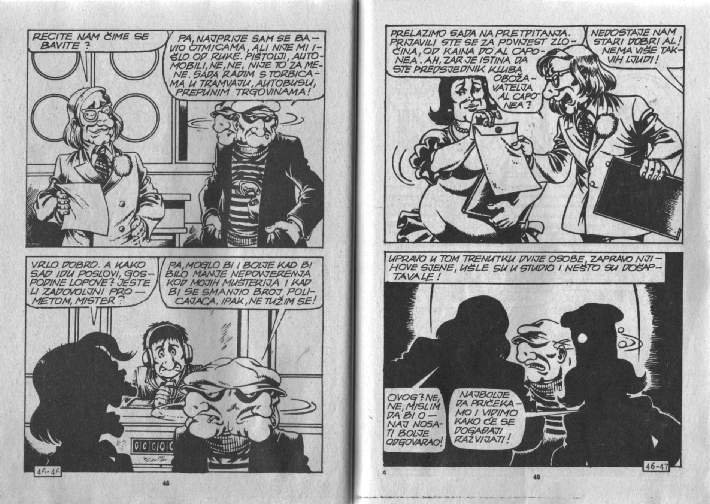 RECITE NAM ČIME SE
BAVITE?
PA, NAJPRIJE SAM SE BA-
VIO OTMICAMA, ALI NIJE MI I-
ŠLO OD RUKE. PIŠTOLJI, AUTO-
MOBILI, NE, NE, NIJE TO ZA ME-
NE. SADA RADIM S TORBICA-
MA U TRAMVAJU, AUTOBUSU,
PREPUNIM TRGOVINAMA!
VRLO DOBRO. A KAKO
SAD IDU POSLOVI, GOS-
PODINE LOPOVE? JESTE
LI ZADOVOLJNI PRO-
METOM, MISTER?
PA, MOGLO BI I BOLJE KAD BI
BILO MANJE NEPOVJERENJA
KOD MOJIH MUŠTERIJA I KAD
BI SE SMANJIO BROJ POLI-
CAJACA. IPAK, NE TUŽIM SE!
PRELAZIMO SADA NA PRETPITANJA.
PRIJAVILI STE SE ZA POVIJEST ZLO-
ČINA, OD KAINA DO AL CAPO-
NEA. AH, ZAR JE ISTINA DA
STE PREDSJEDNIK KLUBA
OBOŽA-
VATELJA
AL CAPO-
NEA?
NEDOSTAJE NAM
STARI DOBRI AL!
NEMA VIŠE TAK-
VIH LJUDI!
UPRAVO U TOM TRENUTKU DVIJE OSOBE, ZAPRAVO NJI-
HOVE SJENE, UŠLE SU U STUDIO I NEŠTO SU DOŠAP-
TAVALE!
OVOG? NE,
NE, MISLIM
DA BI O-
NAJ NOSA-
TI BOLJE
ODGOVARAO!
NAJBOLJE
DA PRIČEKA-
MO I VIDIMO
KAKO ĆE SE
DOGAĐAJI
RAZVIJATI!
46-47